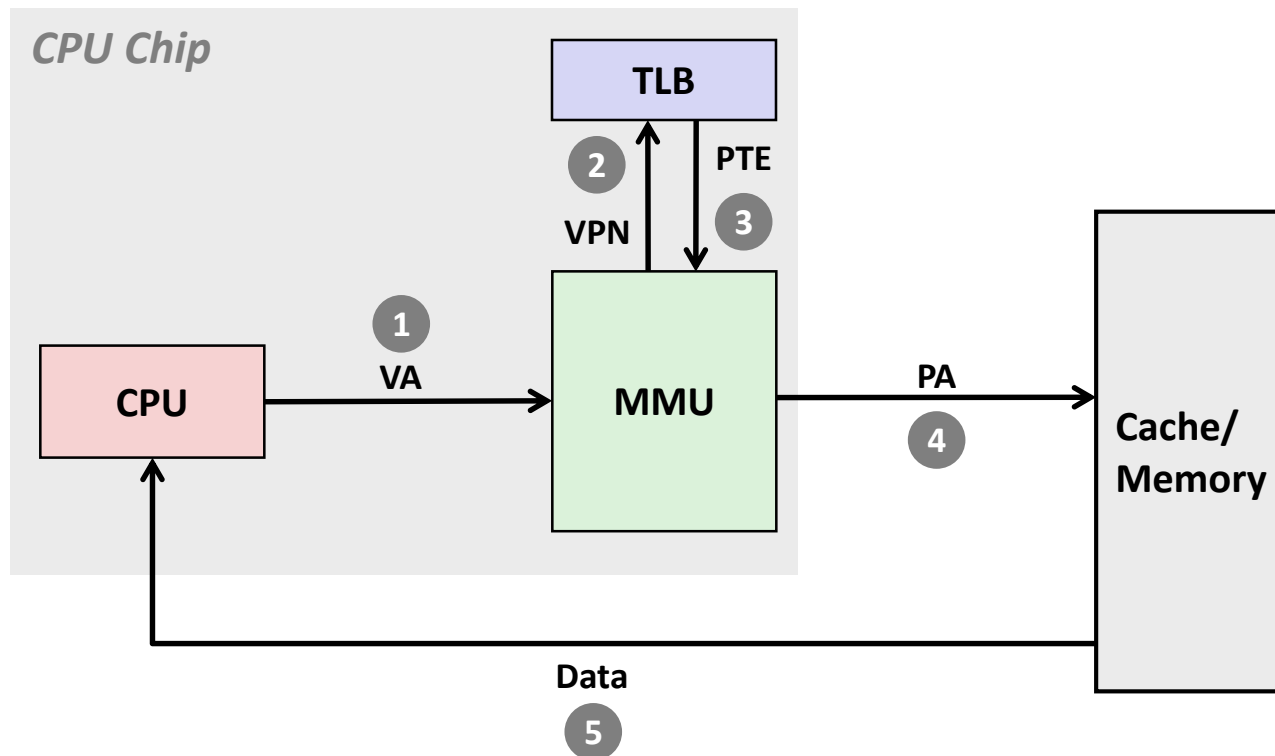 CPU Chip
TLB
2
PTE
VPN
3
1
VA
CPU
MMU
PA
4
Cache/
Memory
Data
5